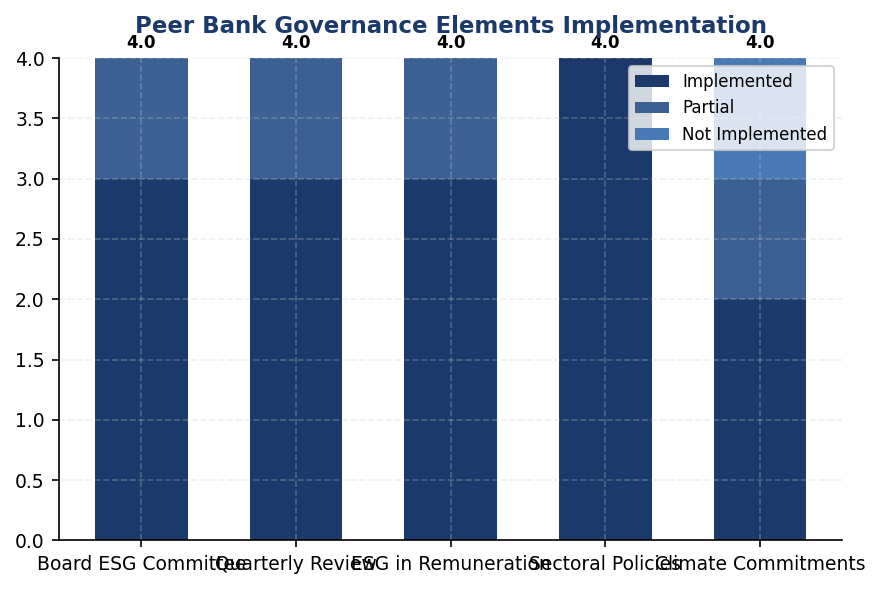 Peer Bank Governance Elements Implementation
4.0 4.0 4.0 4.0 4.0
Implemented
Partial
Not Implemented
4.0
3.5
3.0
2.5
2.0
1.5
1.0
0.5
0.0
Board ESG Committee Quarterly Review ESG in Remuneration Sectoral Policies Climate Commitments